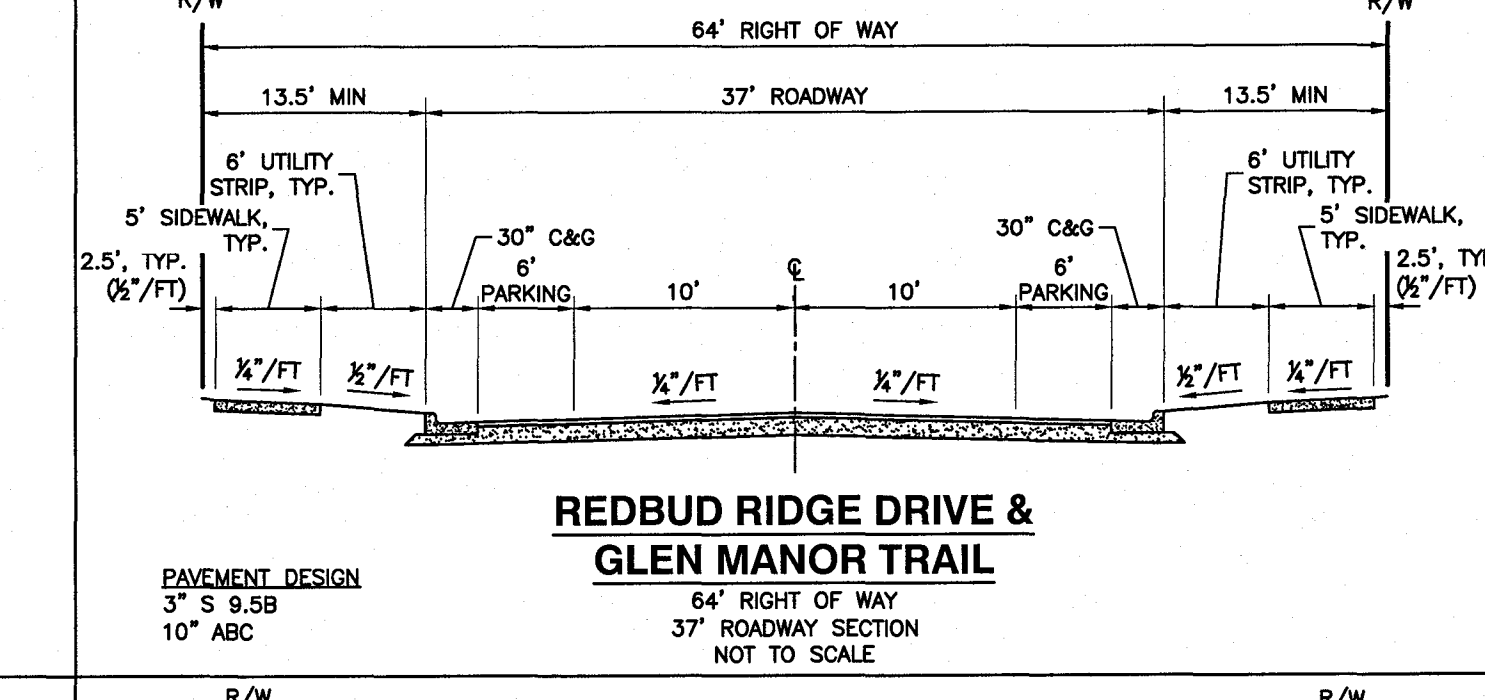 R/W
R/W
64' RIGHT OF WAY
13.5' MIN
37' ROADWAY
13.5' MIN
6' UTILITY
STRIP, TYP.
6' UTILITY
STRIP, TYP.
5' SIDEWALK,
TYP.
5' SIDEWALK,
TYP.
30" C&G
30" C&G
2.5', TYP.
(½"/FT)
2.5', TY
(½"/FT)
6'
PARKING
10'
℄
10'
6'
PARKING
¼"/FT
½"/FT
¼"/FT
¼"/FT
½"/FT
¼"/FT
REDBUD RIDGE DRIVE &
GLEN MANOR TRAIL
64' RIGHT OF WAY
37' ROADWAY SECTION
NOT TO SCALE
PAVEMENT DESIGN
3" S 9.5B
10" ABC
R/W
R/W